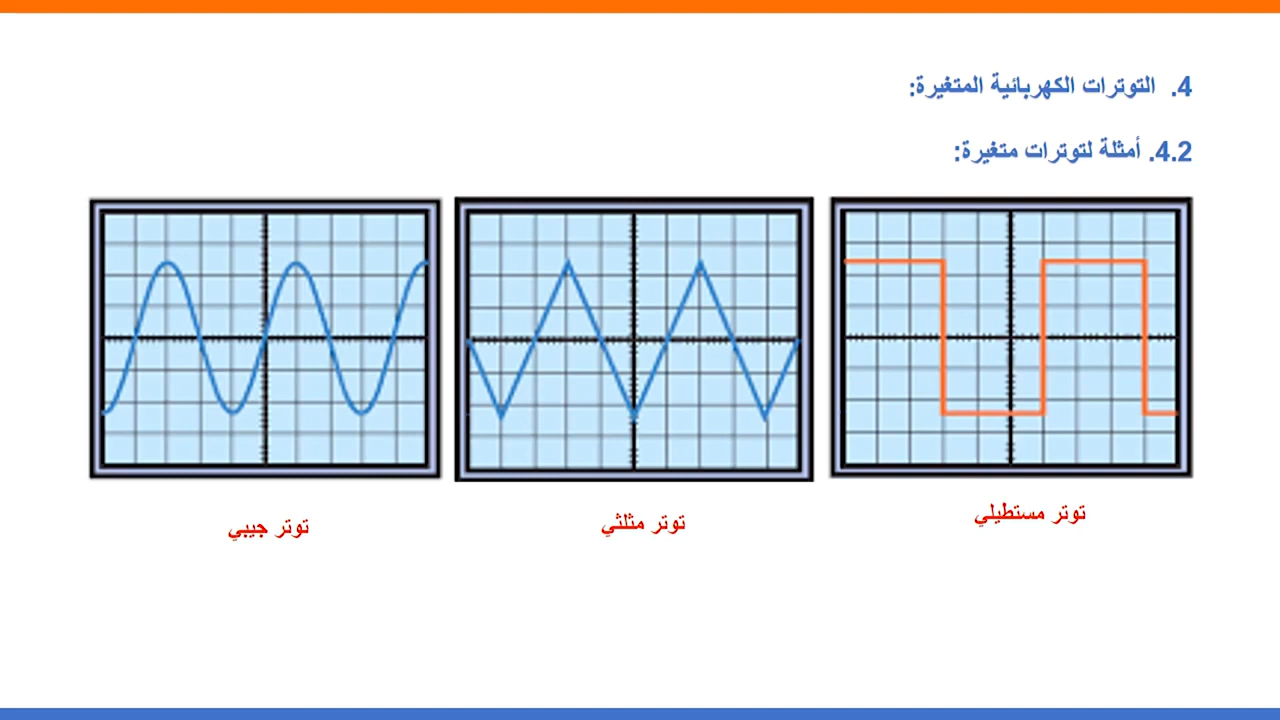 4. التوترات الكهربائية المتغيرة:
4.2. أمثلة لتوترات متغيرة:
توتر مستطيلي
توتر مثلثي
توتر جيبي